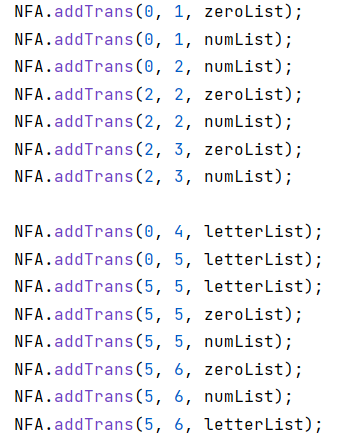 NFA.addTrans(0, 1, zeroList);
NFA.addTrans(0, 1, numList);
NFA.addTrans(0, 2, numList);
NFA.addTrans(2, 2, zeroList);
NFA.addTrans(2, 2, numList);
NFA.addTrans(2, 3, zeroList);
NFA.addTrans(2, 3, numList);
NFA.addTrans(0, 4, letterList);
NFA.addTrans(0, 5, letterList);
NFA.addTrans(5, 5, letterList);
NFA.addTrans(5, 5, zeroList);
NFA.addTrans(5, 5, numList);
NFA.addTrans(5, 6, zeroList);
NFA.addTrans(5, 6, numList);
NFA.addTrans(5, 6, letterList);